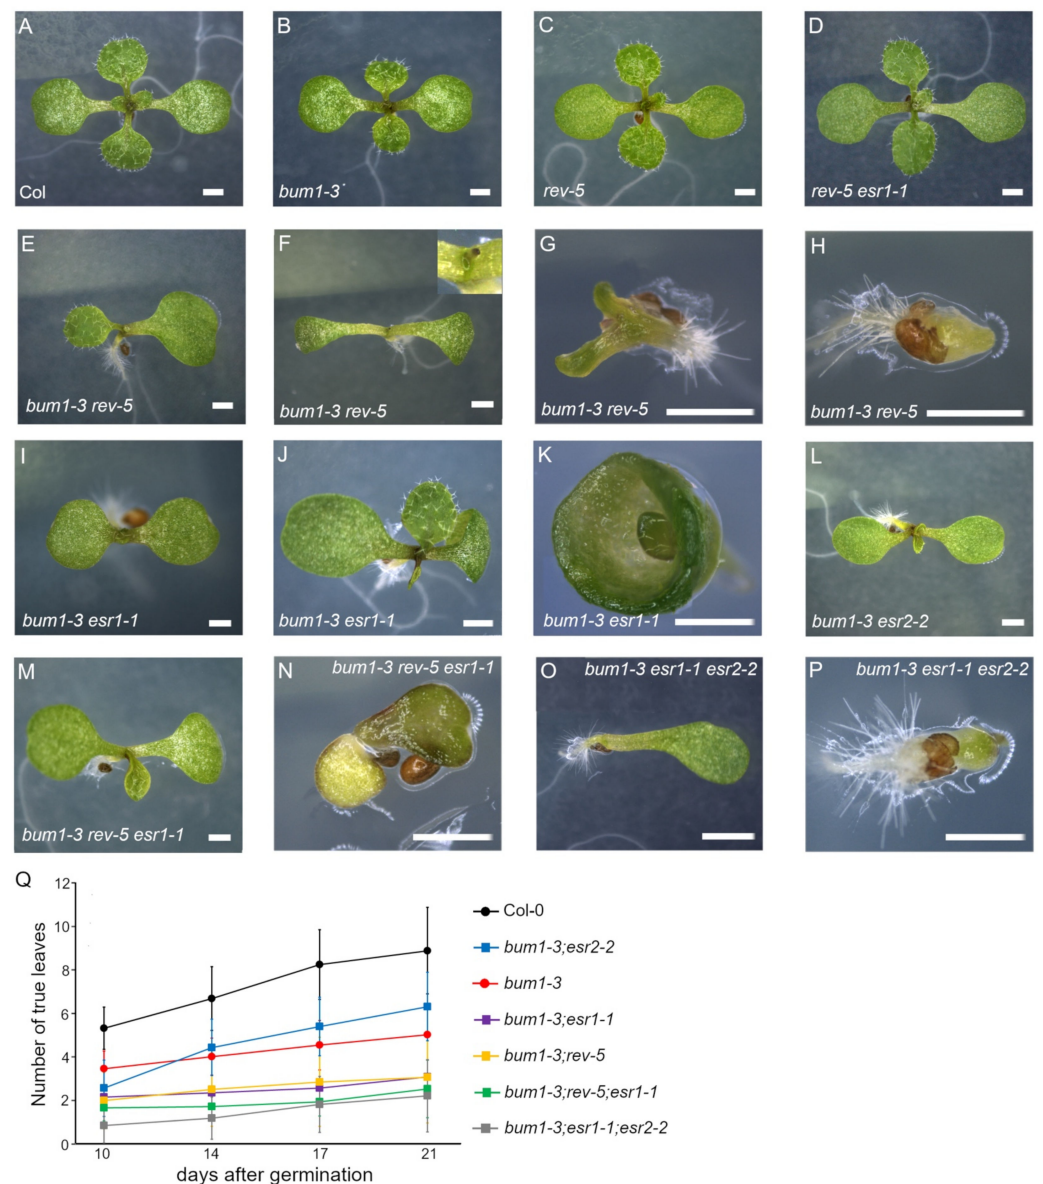 A
Col
B
bum1-3
C
rev-5
D
rev-5 esr1-1
E
bum1-3 rev-5
F
bum1-3 rev-5
G
bum1-3 rev-5
H
bum1-3 rev-5
I
bum1-3 esr1-1
J
bum1-3 esr1-1
K
bum1-3 esr1-1
L
bum1-3 esr2-2
M
bum1-3 rev-5 esr1-1
N
bum1-3 rev-5 esr1-1
O
bum1-3 esr1-1 esr2-2
P
bum1-3 esr1-1 esr2-2
Q
Number of true leaves
12
10
8
6
4
2
0
10
14
17
21
days after germination
Col-0
bum1-3;esr2-2
bum1-3
bum1-3;esr1-1
bum1-3;rev-5
bum1-3;rev-5;esr1-1
bum1-3;esr1-1;esr2-2